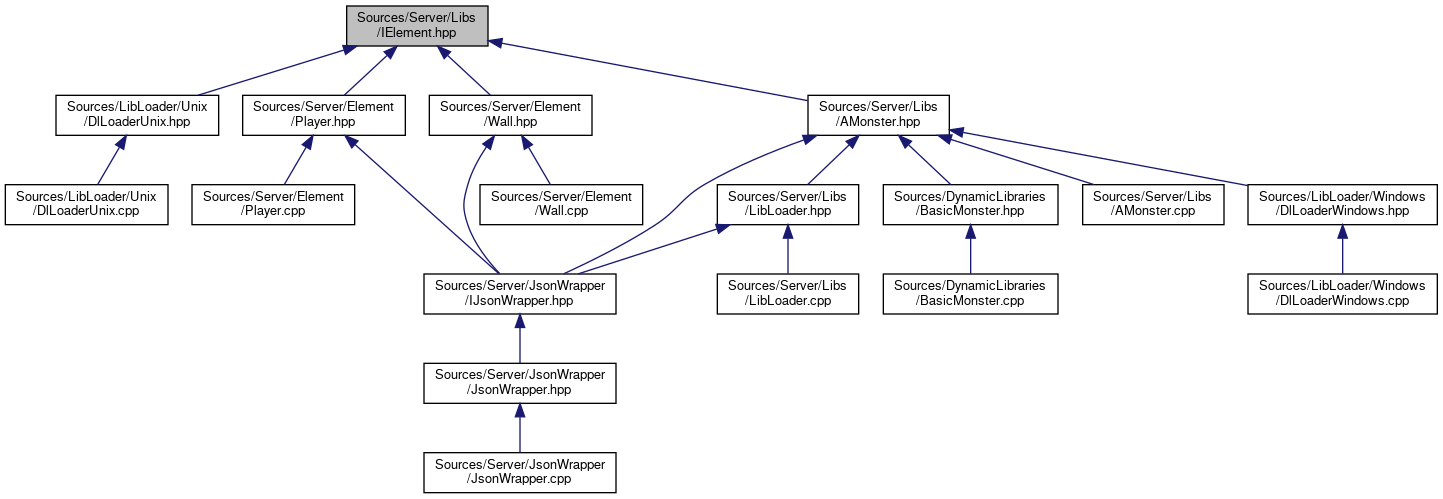 Sources/Server/Libs
/IElement.hpp
Sources/LibLoader/Unix
/DlLoaderUnix.hpp
Sources/Server/Element
/Player.hpp
Sources/Server/Element
/Wall.hpp
Sources/Server/Libs
/AMonster.hpp
Sources/LibLoader/Unix
/DlLoaderUnix.cpp
Sources/Server/Element
/Player.cpp
Sources/Server/Element
/Wall.cpp
Sources/Server/Libs
/LibLoader.hpp
Sources/DynamicLibraries
/BasicMonster.hpp
Sources/Server/Libs
/AMonster.cpp
Sources/LibLoader/Windows
/DlLoaderWindows.hpp
Sources/Server/JsonWrapper
/IJsonWrapper.hpp
Sources/Server/Libs
/LibLoader.cpp
Sources/DynamicLibraries
/BasicMonster.cpp
Sources/LibLoader/Windows
/DlLoaderWindows.cpp
Sources/Server/JsonWrapper
/JsonWrapper.hpp
Sources/Server/JsonWrapper
/JsonWrapper.cpp